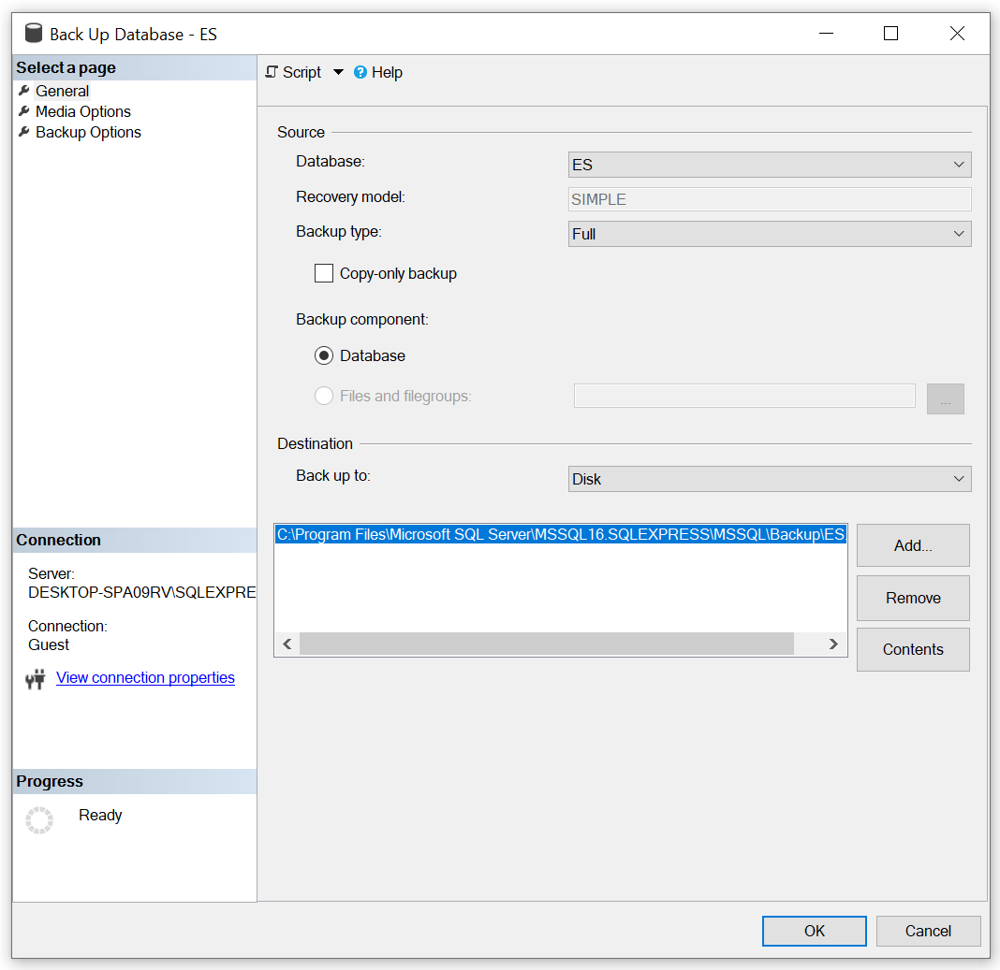 Back Up Database - ES
Select a page
General
Media Options
Backup Options
Script
Help
Source
Database:
ES
Recovery model:
SIMPLE
Backup type:
Full
Copy-only backup
Backup component:
Database
Files and filegroups:
...
Destination
Back up to:
Disk
C:\Program Files\Microsoft SQL Server\MSSQL16.SQLEXPRESS\MSSQL\Backup\ES.
Add...
Remove
Contents
Connection
Server:
DESKTOP-SPA09RV\SQLEXPRE
Connection:
Guest
View connection properties
Progress
Ready
OK
Cancel